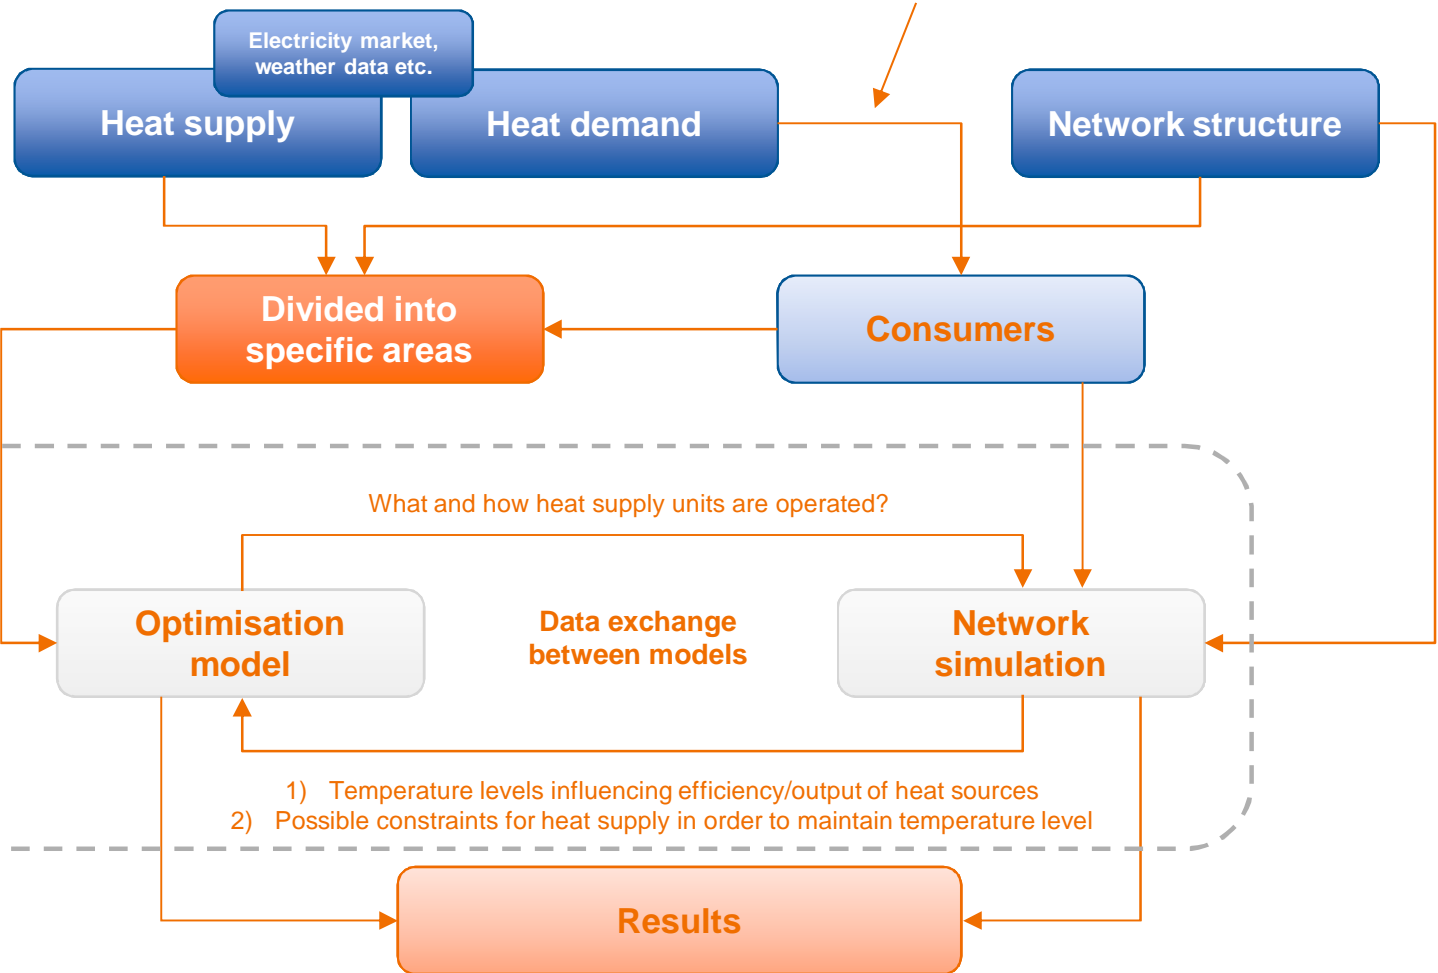 Electricity market,
weather data etc.
Heat supply
Heat demand
Network structure
Divided into
specific areas
Consumers
What and how heat supply units are operated?
Optimisation
model
Data exchange
between models
Network
simulation
1) Temperature levels influencing efficiency/output of heat sources
2) Possible constraints for heat supply in order to maintain temperature level
Results